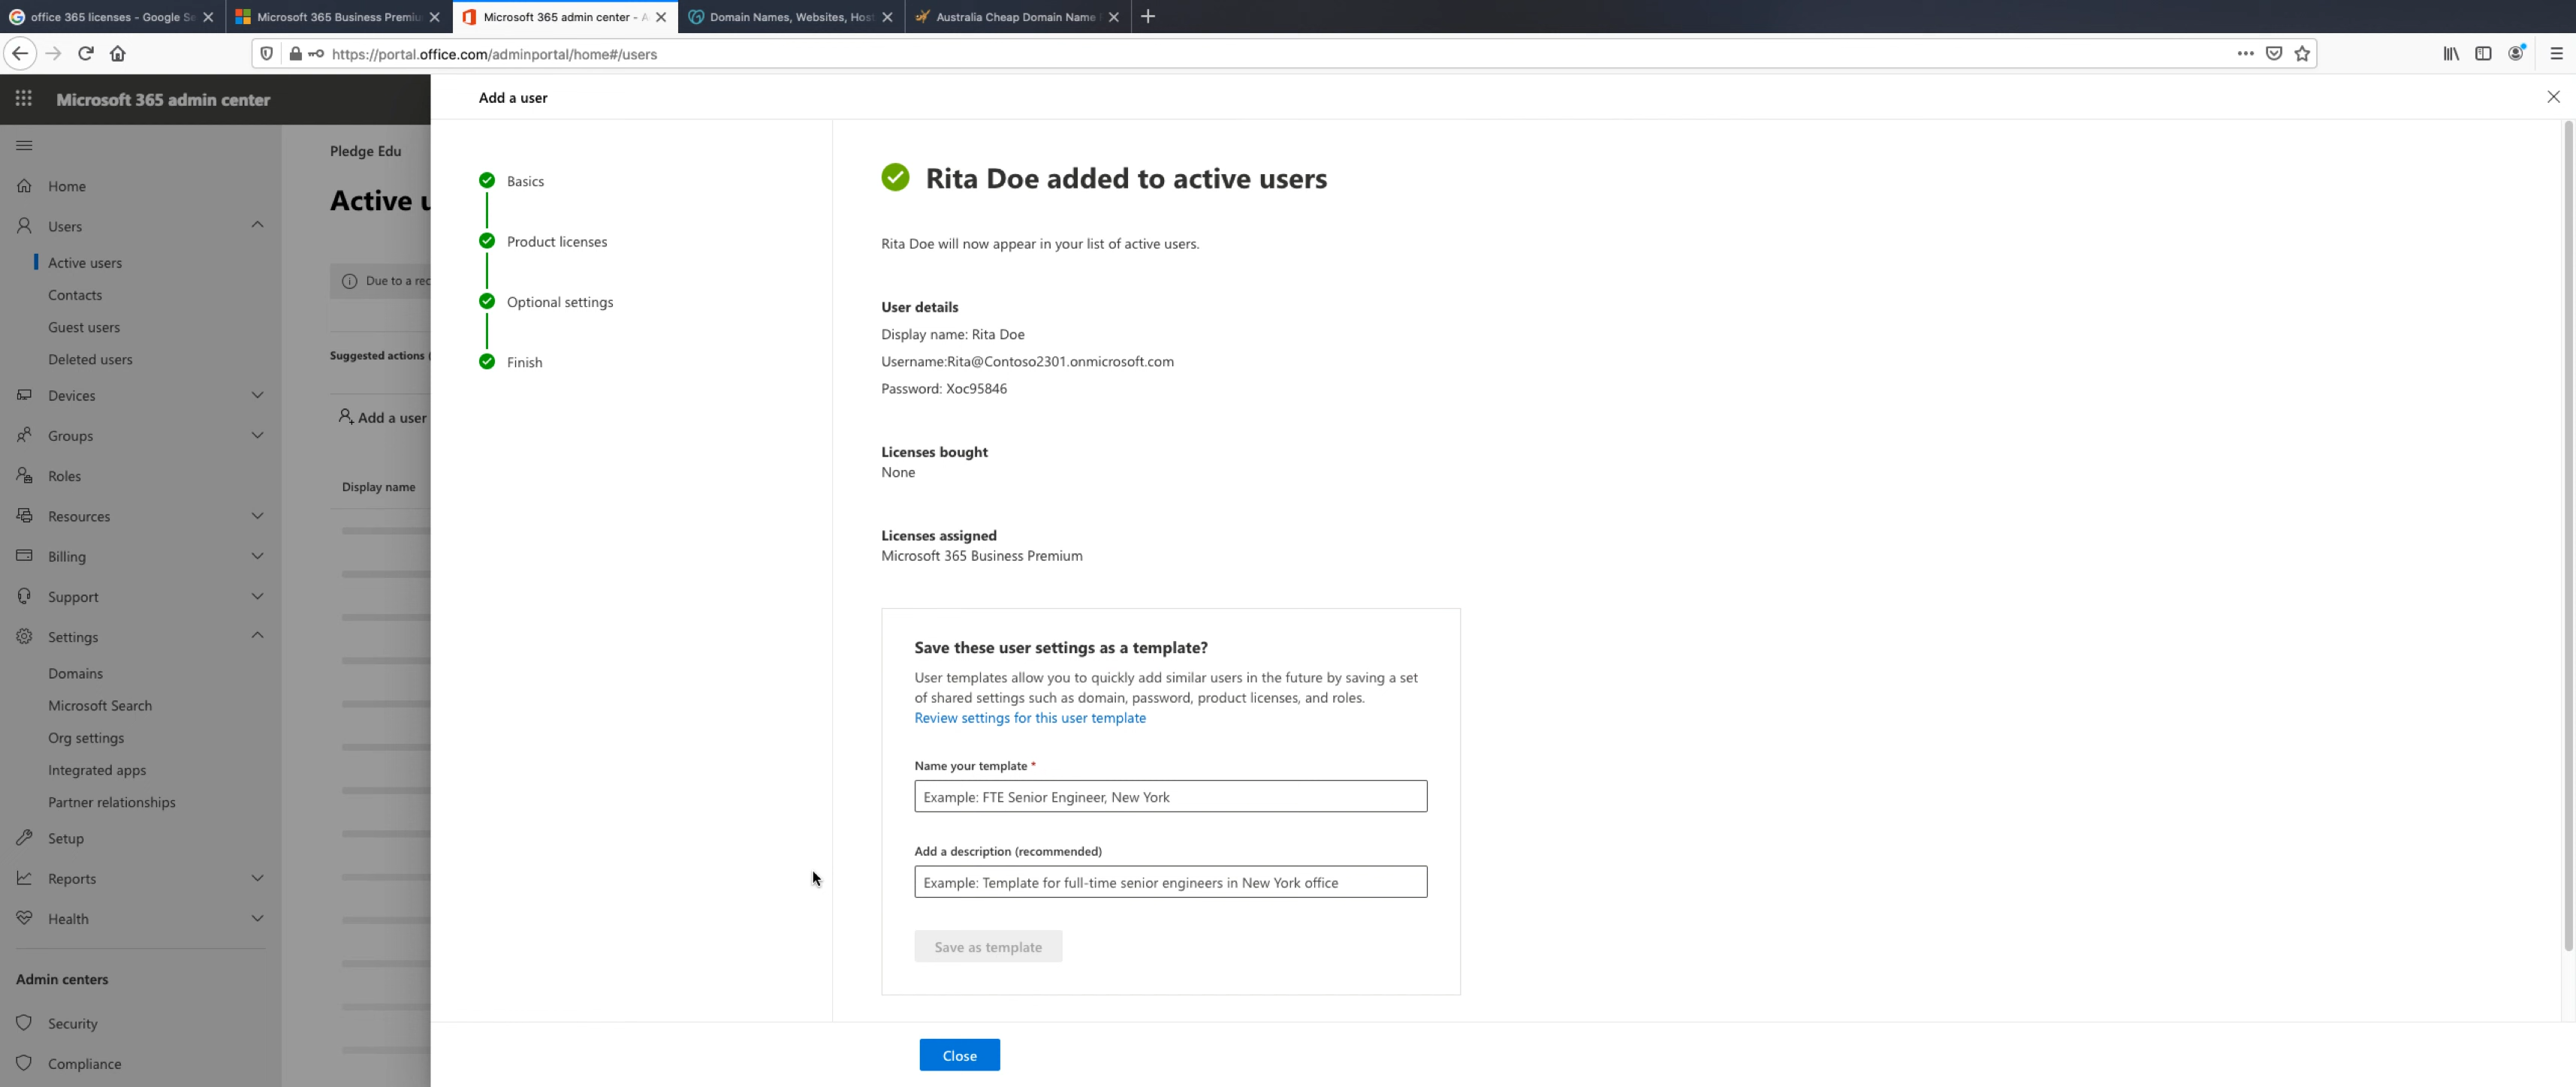 office 365 licenses - Google Se
Microsoft 365 Business Premiu
Microsoft 365 admin center - A
Domain Names, Websites, Host
Australia Cheap Domain Name
https://portal.office.com/adminportal/home#/users
Microsoft 365 admin center
Home
Users
Active users
Contacts
Guest users
Deleted users
Devices
Groups
Roles
Resources
Billing
Support
Settings
Domains
Microsoft Search
Org settings
Integrated apps
Partner relationships
Setup
Reports
Health
Admin centers
Security
Compliance
Pledge Edu
Active u
Due to a rec
Suggested actions (
Add a user
Display name
Add a user
Basics
Product licenses
Optional settings
Finish
Rita Doe added to active users
Rita Doe will now appear in your list of active users.
User details
Display name: Rita Doe
Username:Rita@Contoso2301.onmicrosoft.com
Password: Xoc95846
Licenses bought
None
Licenses assigned
Microsoft 365 Business Premium
Save these user settings as a template?
User templates allow you to quickly add similar users in the future by saving a set
of shared settings such as domain, password, product licenses, and roles.
Review settings for this user template
Name your template *
Example: FTE Senior Engineer, New York
Add a description (recommended)
Example: Template for full-time senior engineers in New York office
Save as template
Close